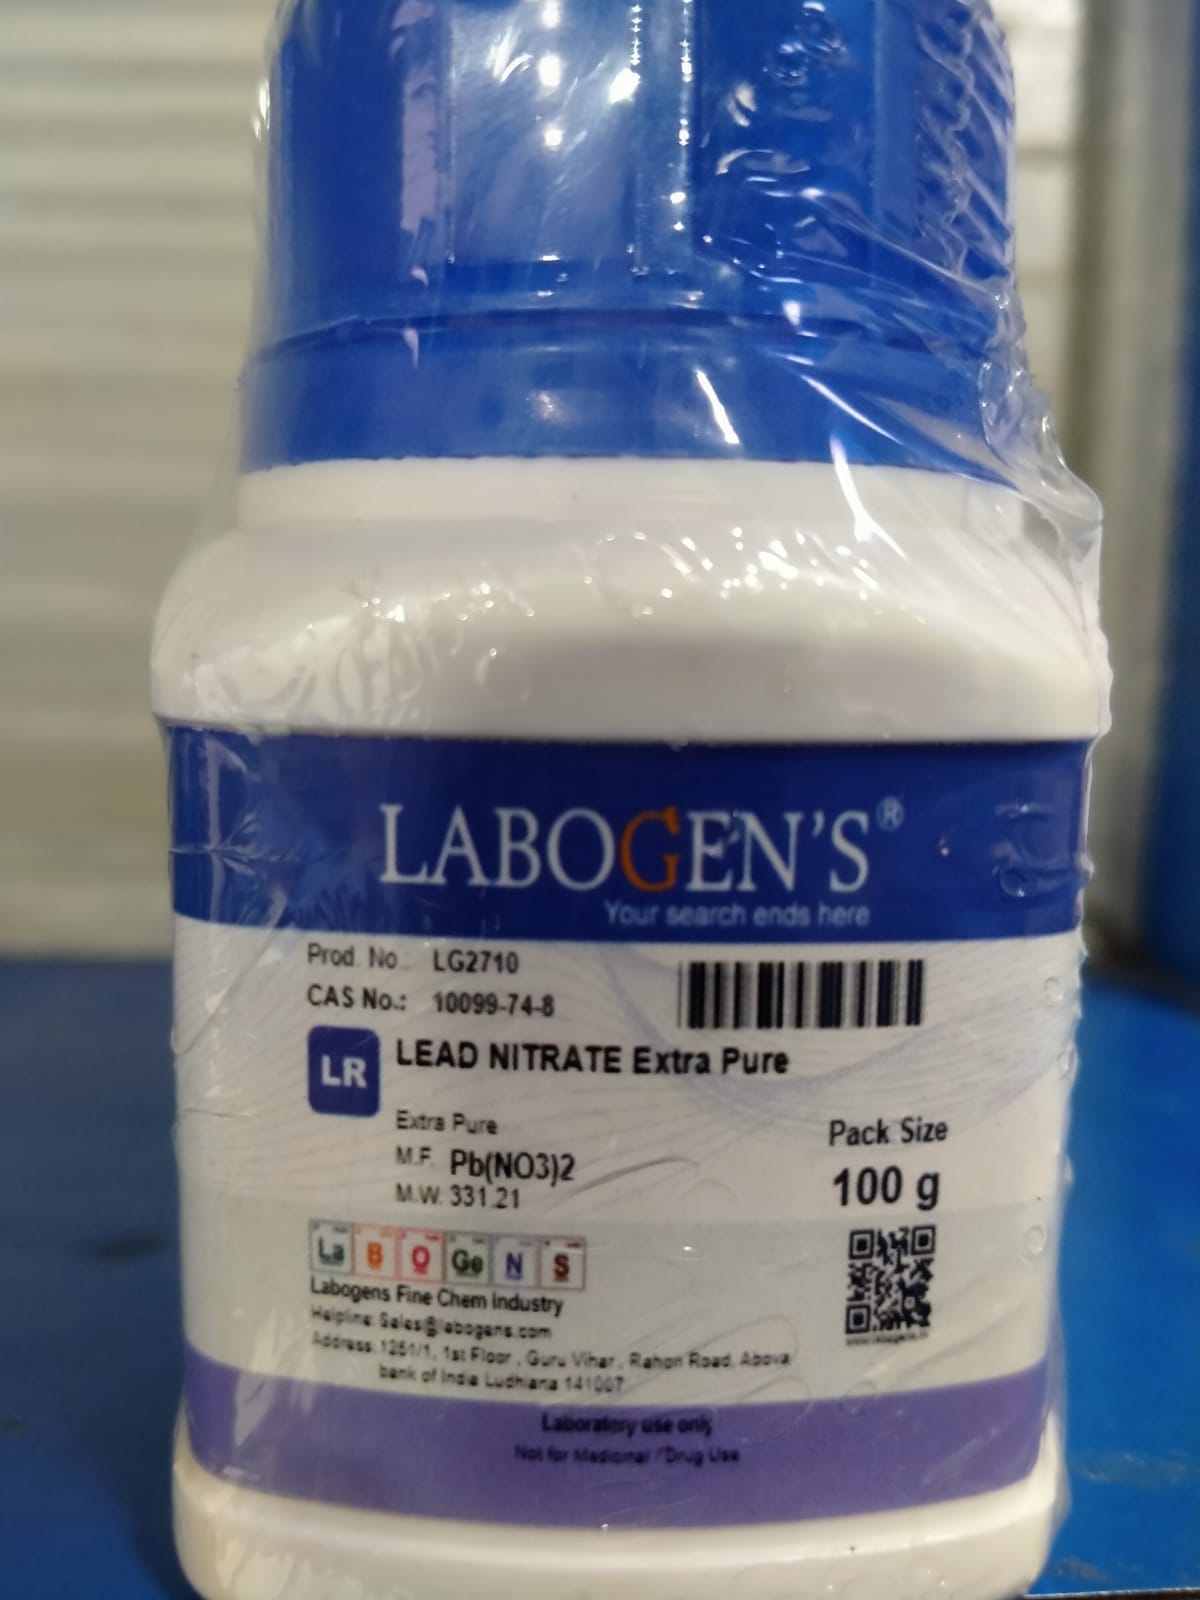 LABOGEN'S®
Your search ends here
Prod. No.. LG2710
CAS No.: 10099-74-8
LR
LEAD NITRATE Extra Pure
Extra Pure
M.F. Pb(NO3)2
M.W. 331.21
Pack Size
100 g
La B O Ge N S
Labogens Fine Chem Industry
Helpline: Sales@labogens.com
Address: 1251/1, 1st Floor , Guru Vihar , Rahon Road, Above
bank of India Ludhiana 141007
Laboratory use only
Not for Medicinal / Drug Use